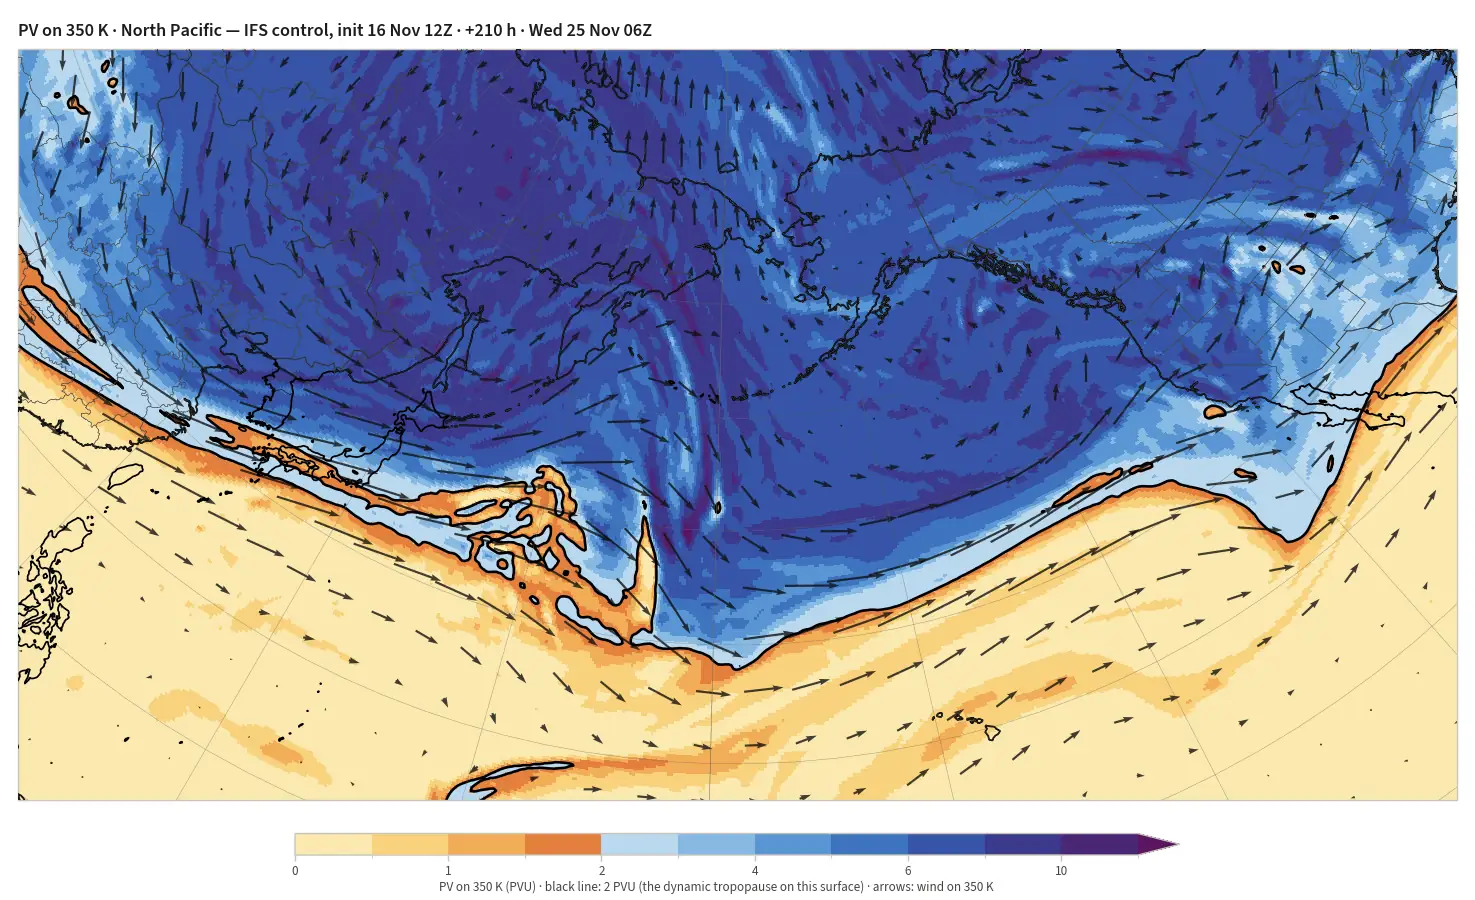 PV on 350 K · North Pacific — IFS control, init 16 Nov 12Z · +210 h · Wed 25 Nov 06Z
0 1 2 4 6 10
PV on 350 K (PVU) · black line: 2 PVU (the dynamic tropopause on this surface) · arrows: wind on 350 K